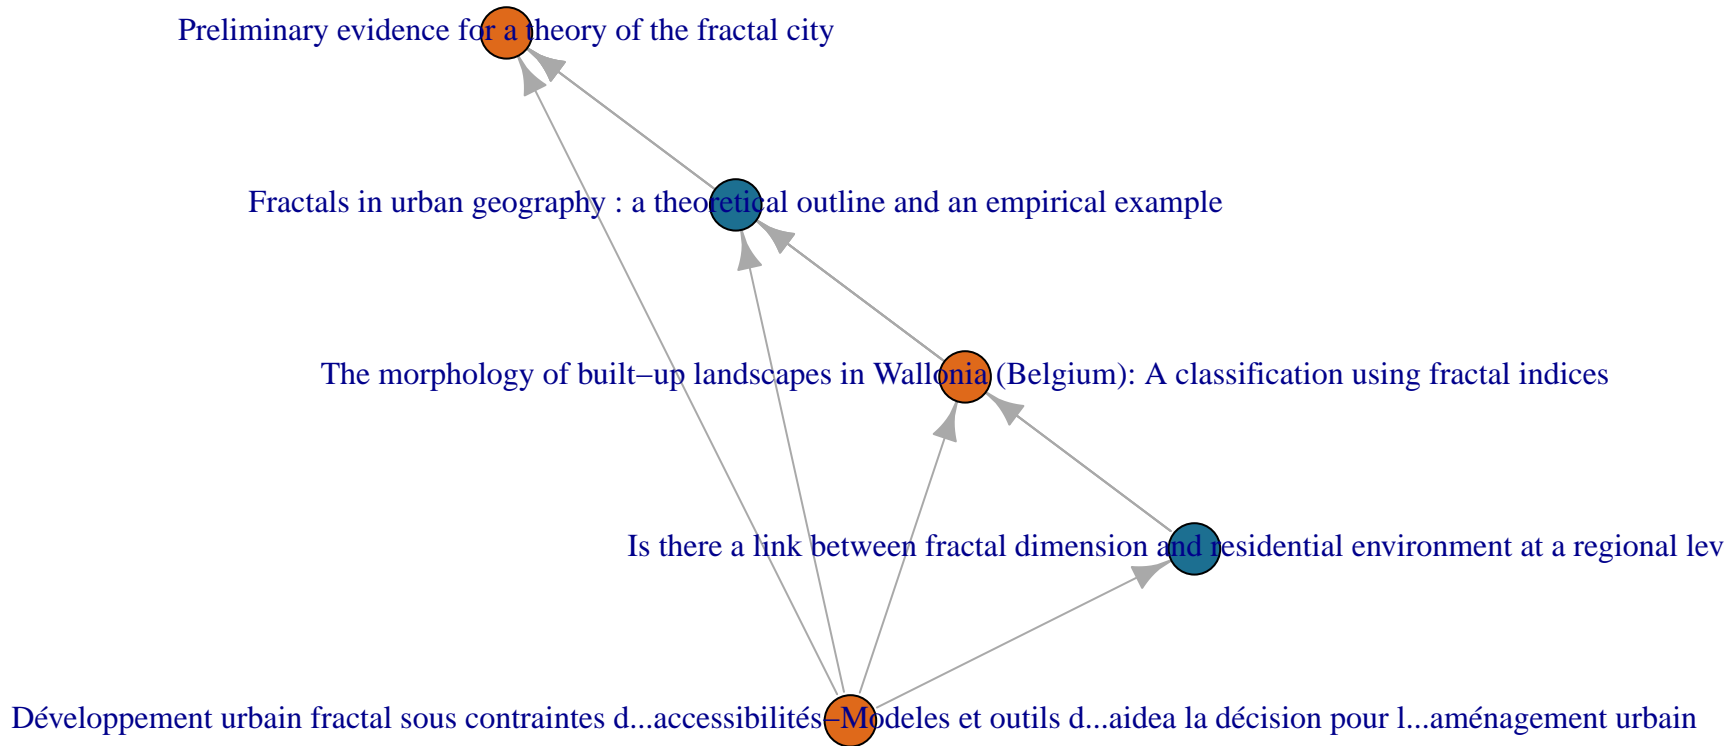 Preliminary evidence for a theory of the fractal city
Fractals in urban geography : a theoretical outline and an empirical example
The morphology of built−up landscapes in Wallonia (Belgium): A classification using fractal indices
Is there a link between fractal dimension and residential environment at a regional lev
Développement urbain fractal sous contraintes d...accessibilités−Modeles et outils d...aidea la décision pour l...aménagement urbain